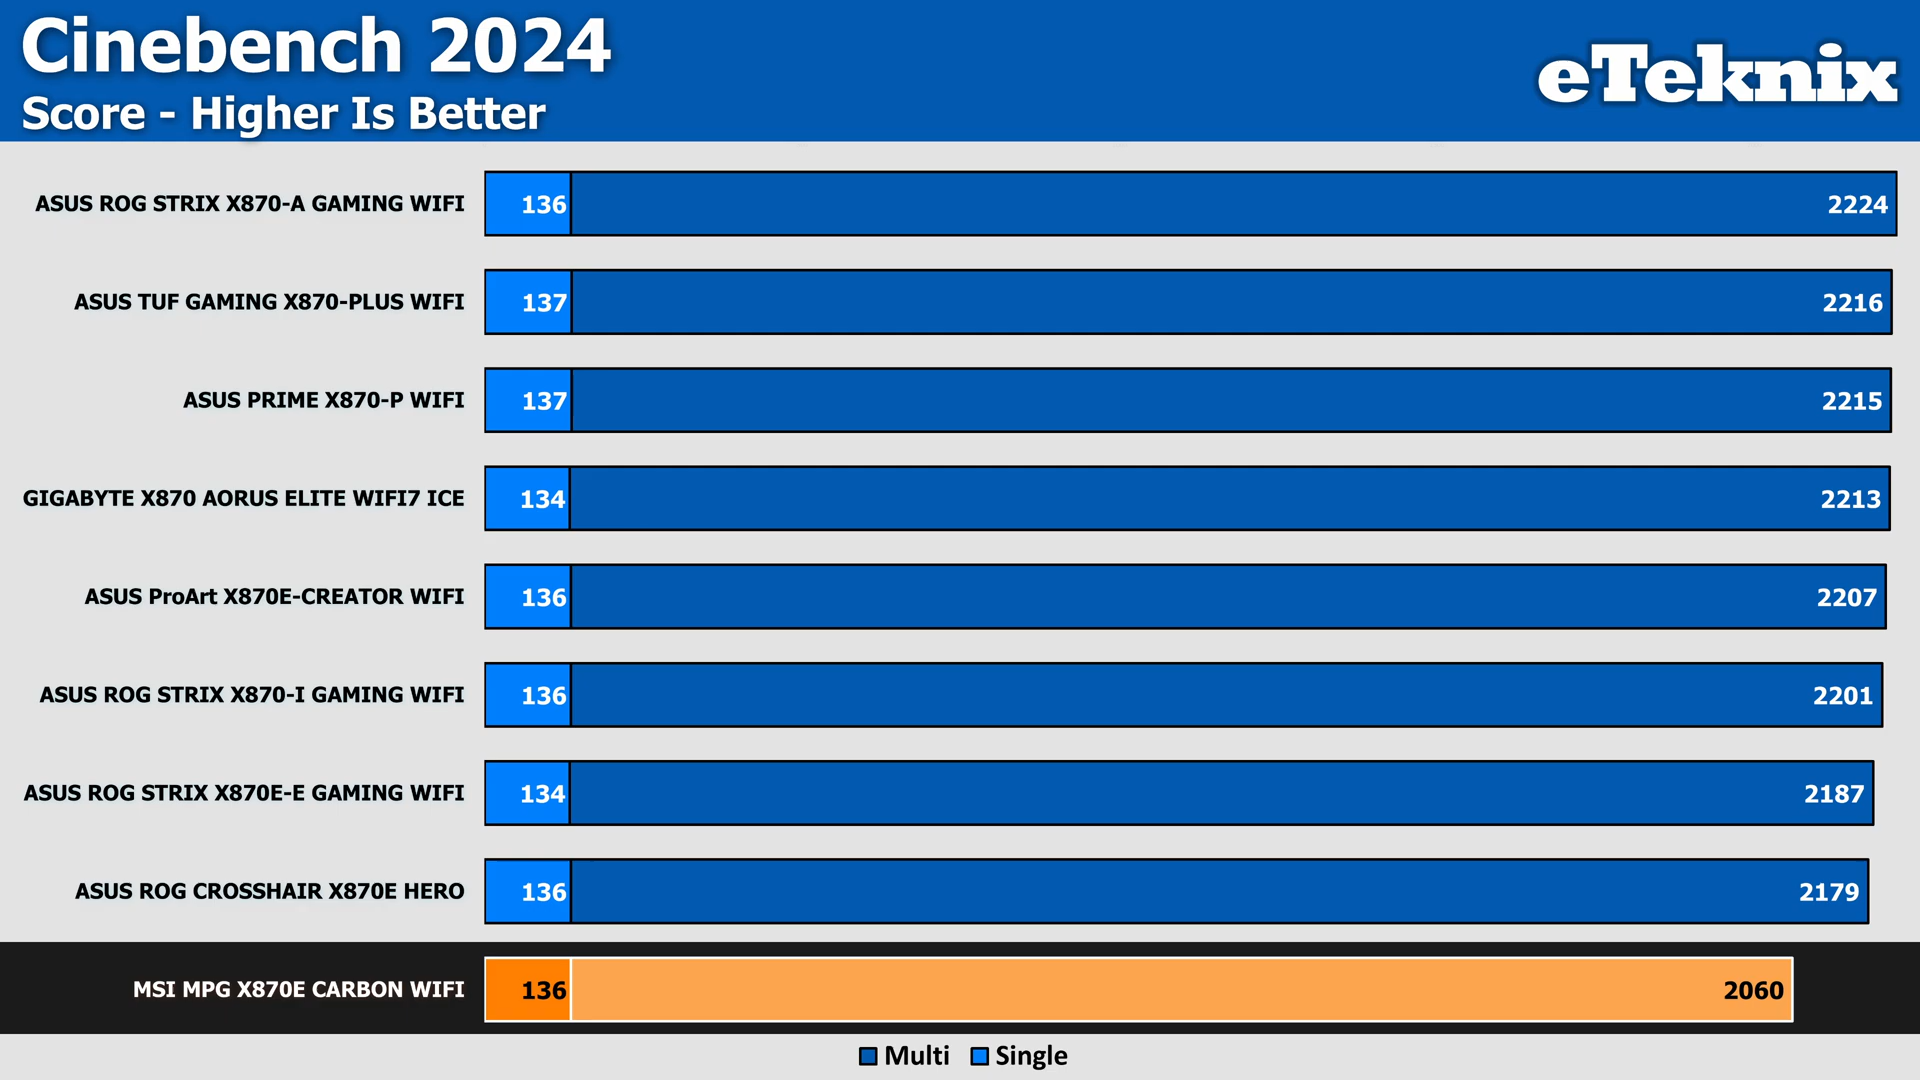 Cinebench 2024
Score - Higher Is Better
eTeknix
ASUS ROG STRIX X870-A GAMING WIFI 136 2224
ASUS TUF GAMING X870-PLUS WIFI 137 2216
ASUS PRIME X870-P WIFI 137 2215
GIGABYTE X870 AORUS ELITE WIFI7 ICE 134 2213
ASUS ProArt X870E-CREATOR WIFI 136 2207
ASUS ROG STRIX X870-I GAMING WIFI 136 2201
ASUS ROG STRIX X870E-E GAMING WIFI 134 2187
ASUS ROG CROSSHAIR X870E HERO 136 2179
MSI MPG X870E CARBON WIFI 136 2060
Multi Single